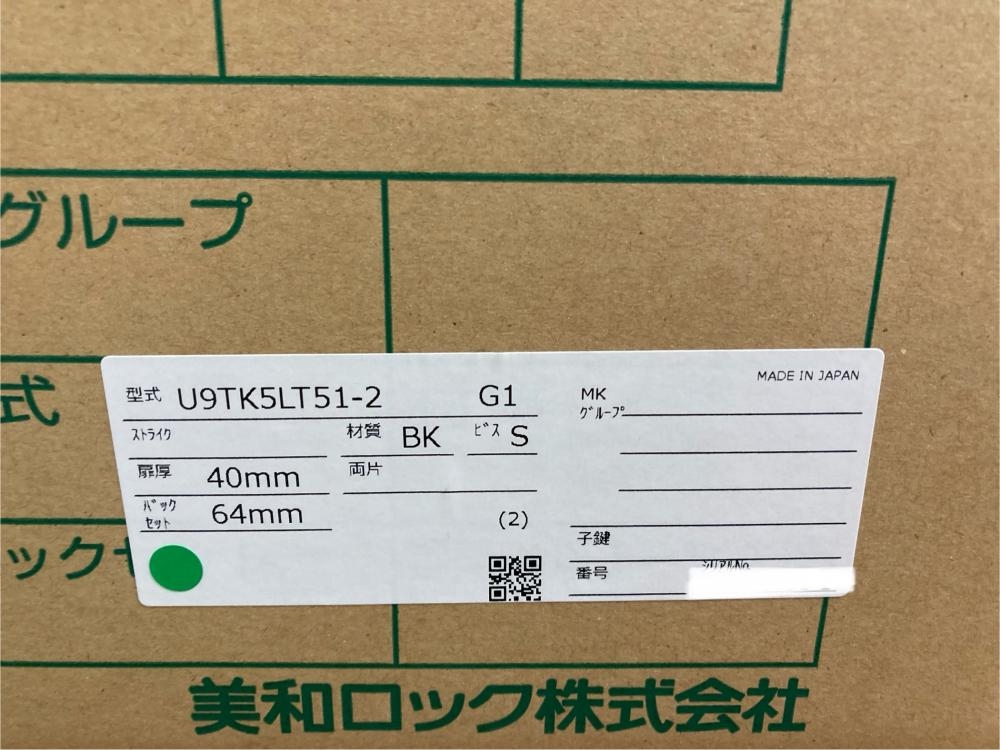 グループ
式
ックセ
型式 U9TK5LT51-2 G1
ストライク 材質 BK ビス S
扉厚 40mm 両片
バックセット 64mm
(2)
MADE IN JAPAN
MK
グループ
子鍵
番号 シリアルNo
美和ロック株式会社